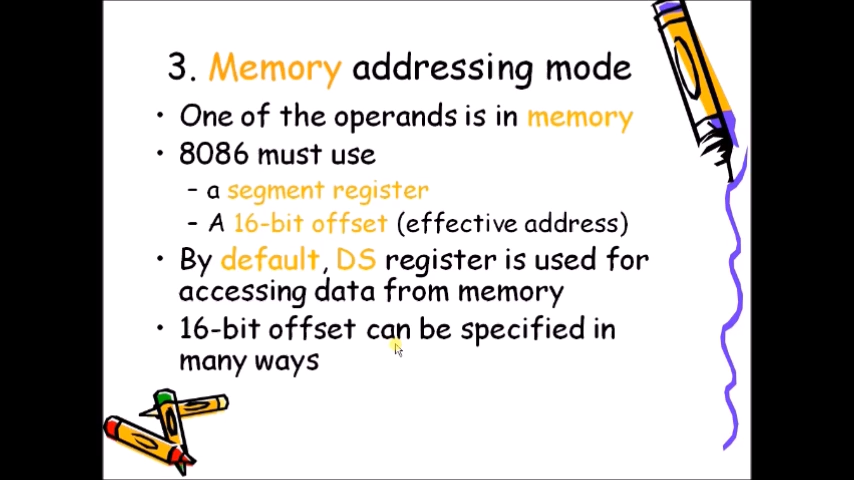 3. Memory addressing mode
• One of the operands is in memory
• 8086 must use
– a segment register
– A 16-bit offset (effective address)
• By default, DS register is used for
accessing data from memory
• 16-bit offset can be specified in
many ways